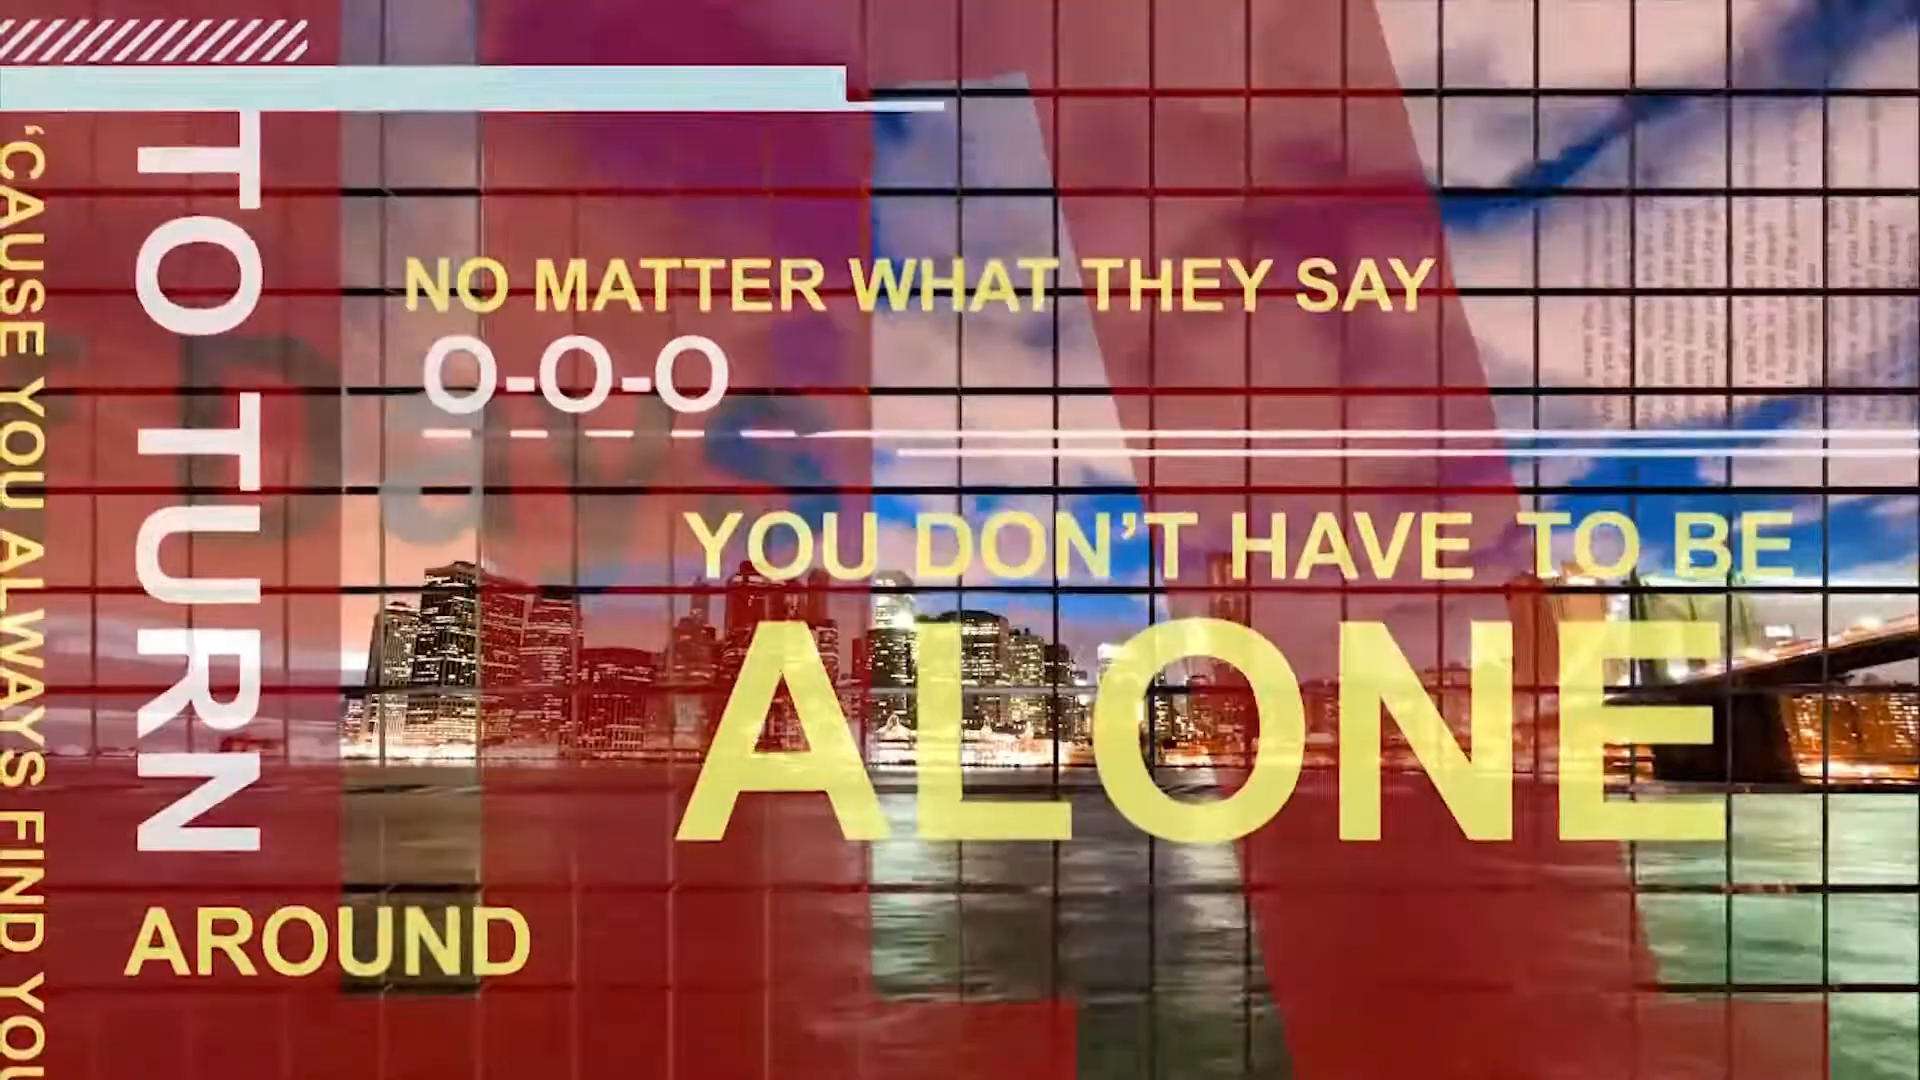 'CAUSE YOU ALWAYS FIND YOU
TO TURN
AROUND
NO MATTER WHAT THEY SAY
O-O-O
Days
YOU DON'T HAVE TO BE
ALONE